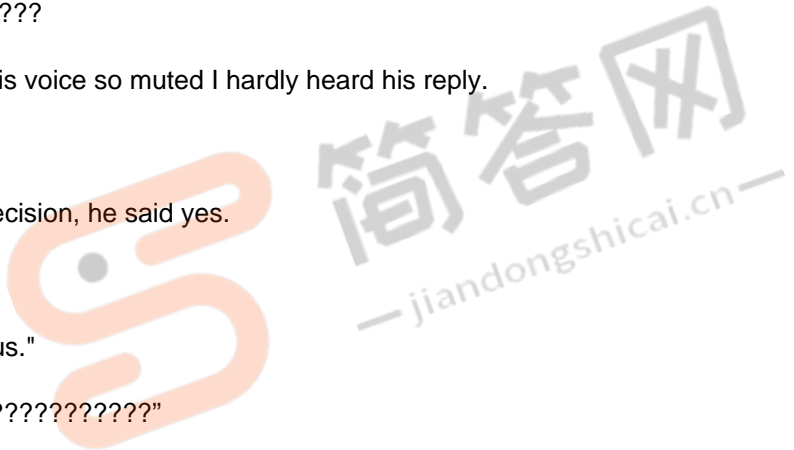 ????
is voice so muted I hardly heard his reply.
ecision, he said yes.
us."
???????????”
简答网
— jiandongshicai.cn —